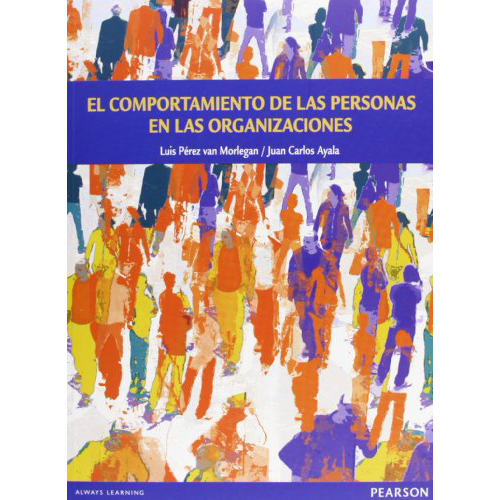 EL COMPORTAMIENTO DE LAS PERSONAS
EN LAS ORGANIZACIONES
Luis Pérez van Morlegan / Juan Carlos Ayala
ALWAYS LEARNING
PEARSON